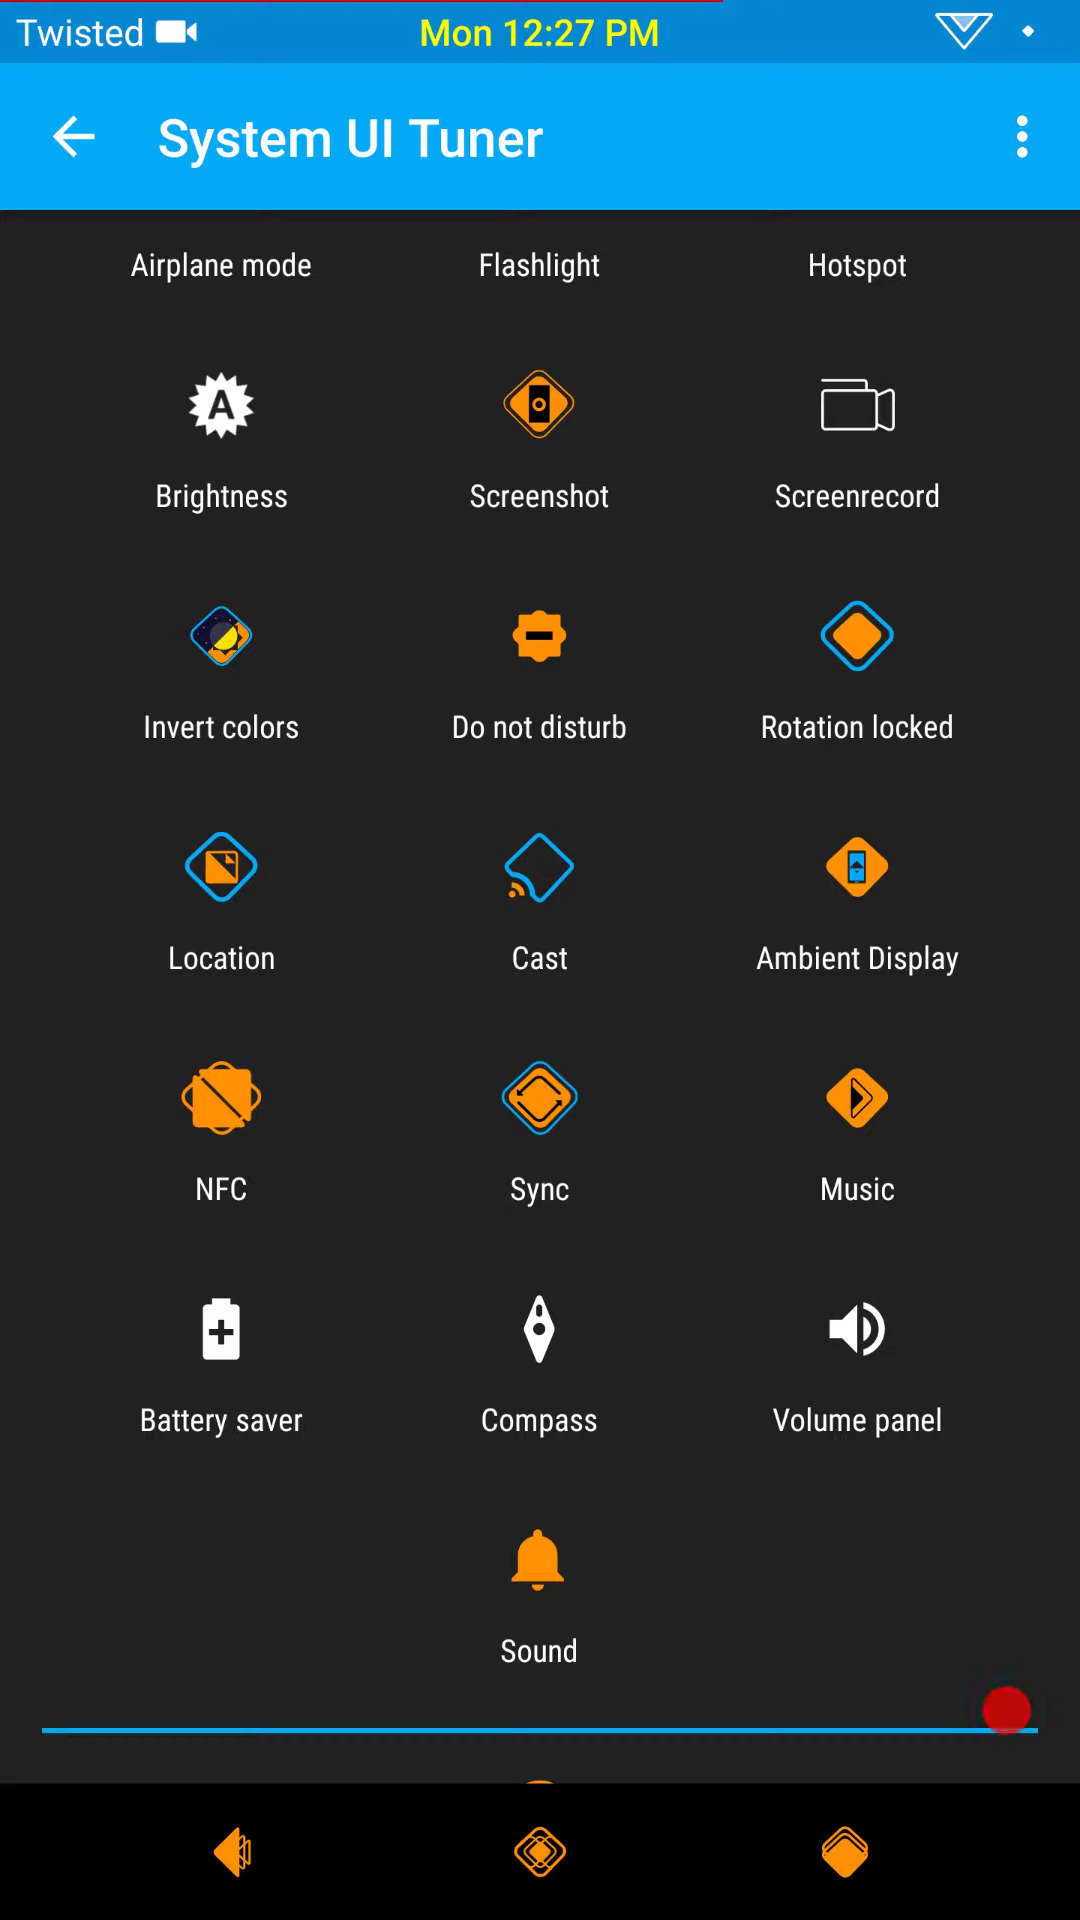 Twisted
Mon 12:27 PM
System UI Tuner
Airplane mode
Flashlight
Hotspot
A
Brightness
Screenshot
Screenrecord
Invert colors
Do not disturb
Rotation locked
Location
Cast
Ambient Display
NFC
Sync
Music
Battery saver
Compass
Volume panel
Sound